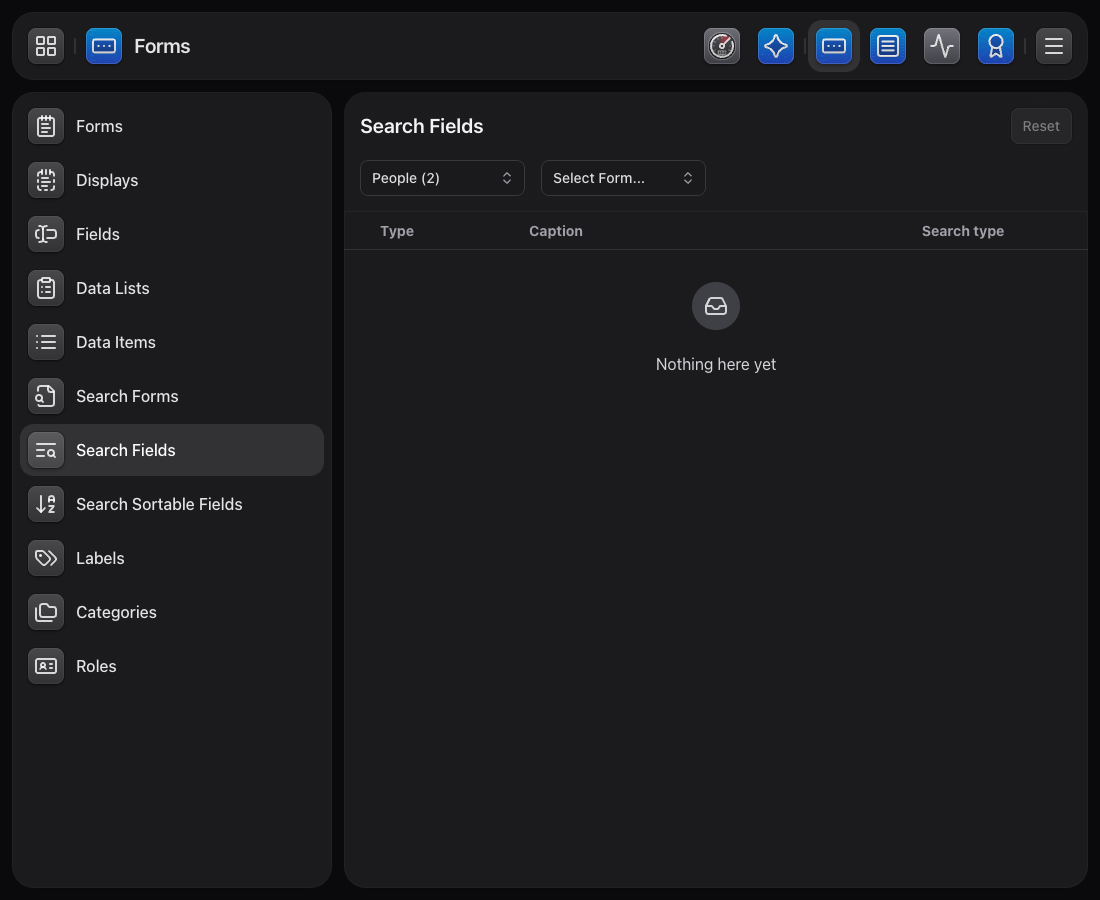 Forms
Forms
Displays
Fields
Data Lists
Data Items
Search Forms
Search Fields
Search Sortable Fields
Labels
Categories
Roles
Search Fields
Reset
People (2)
Select Form...
Type Caption Search type
Nothing here yet